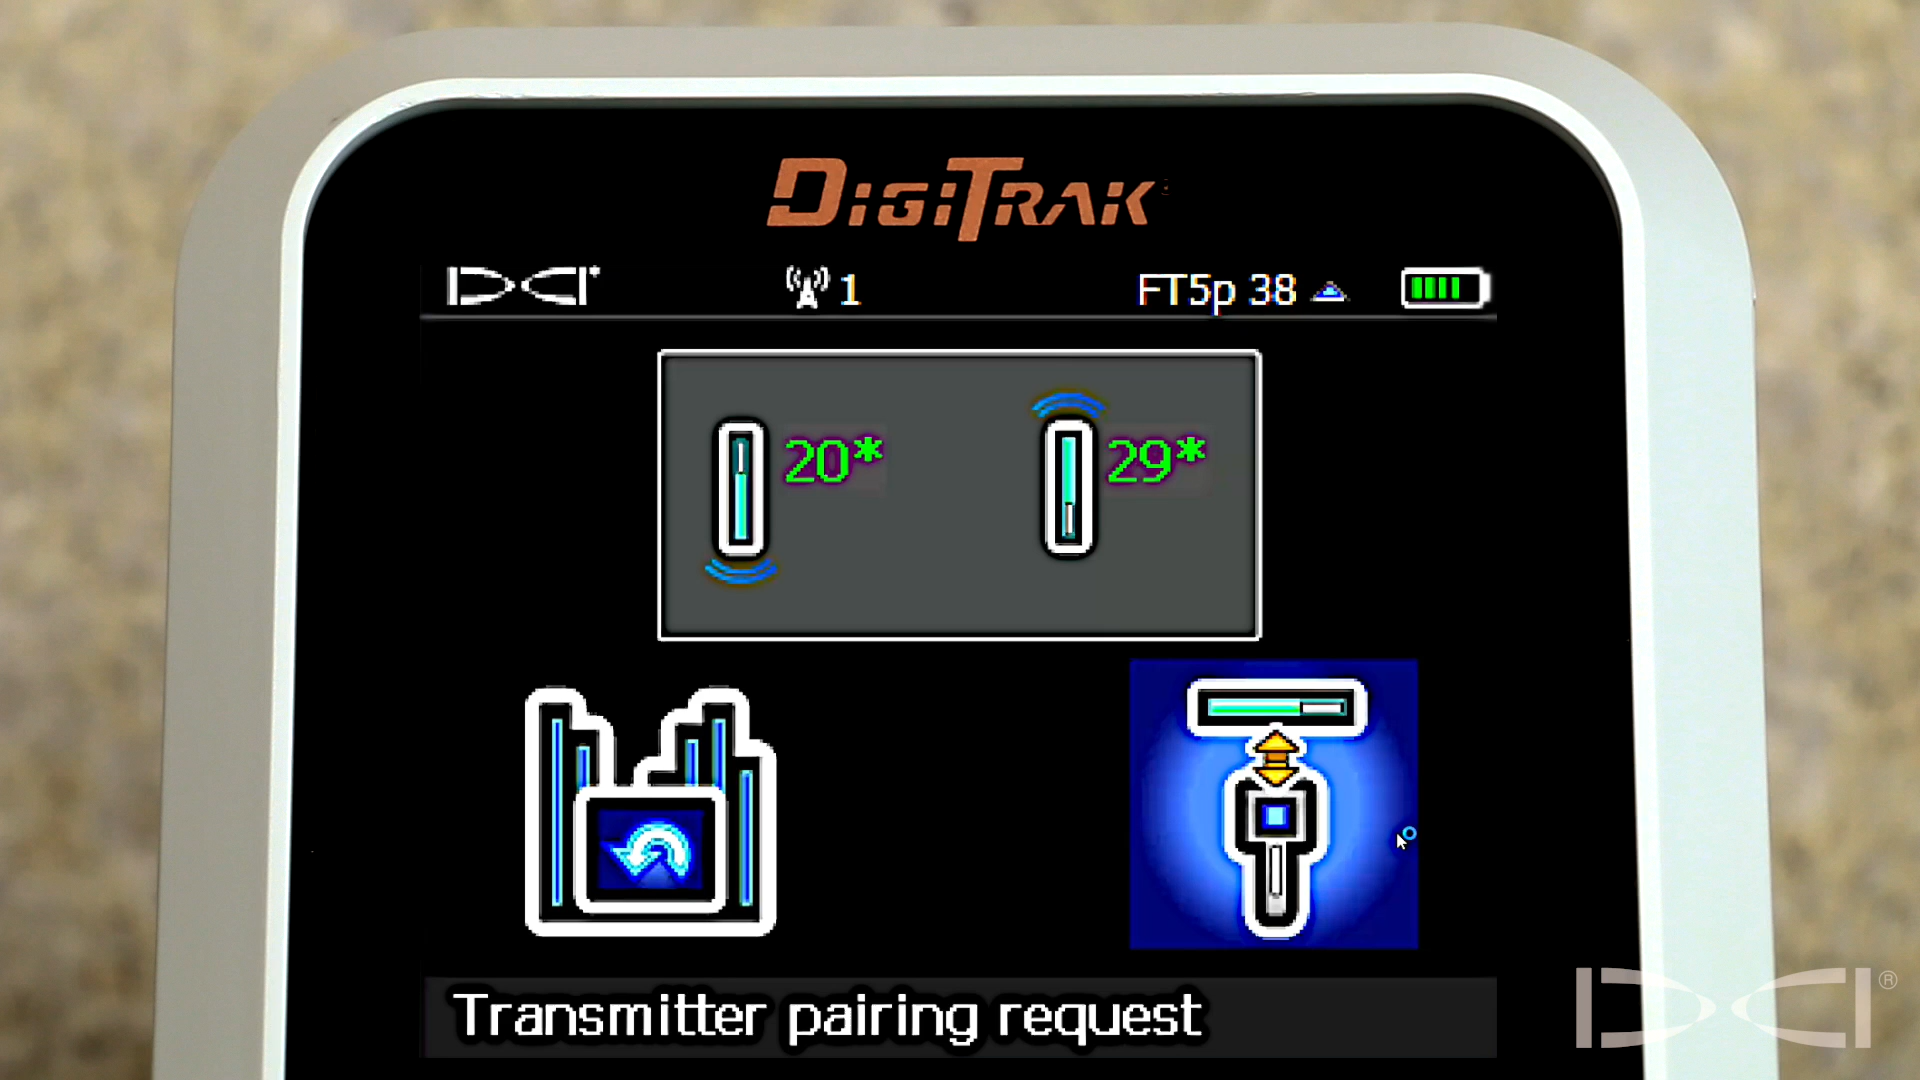 DIGITRAK
DCI
1
FT5p 38
20*
29*
Transmitter pairing request
DCI®